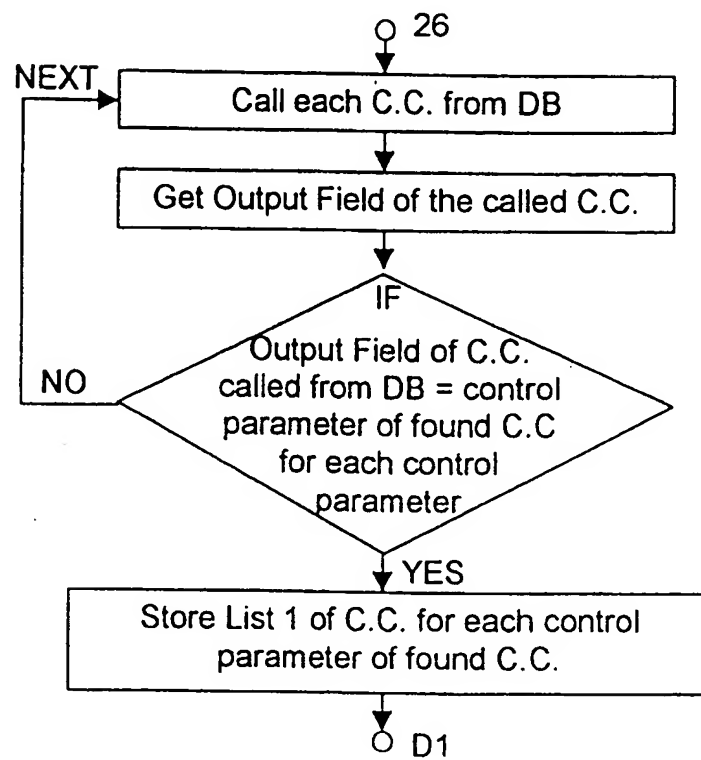 26
NEXT
Call each C.C. from DB
Get Output Field of the called C.C.
IF
Output Field of C.C.
called from DB = control
parameter of found C.C
for each control
parameter
NO
YES
Store List 1 of C.C. for each control
parameter of found C.C.
D1